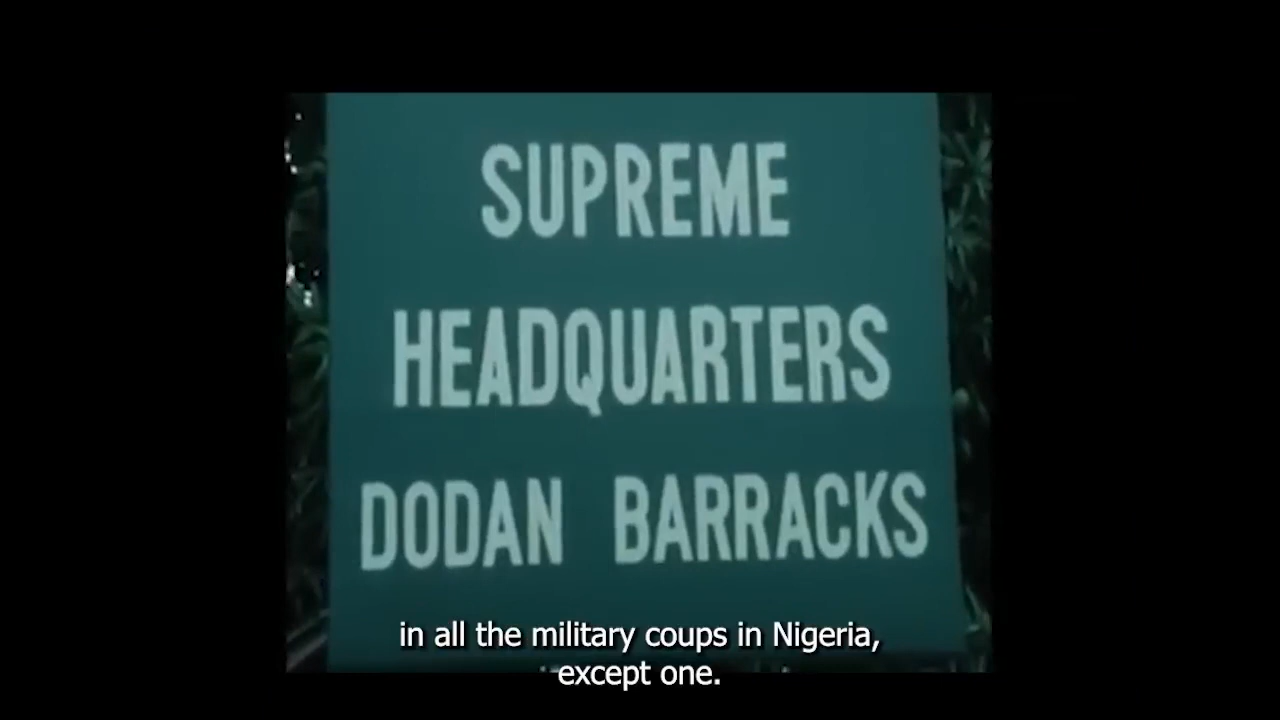 SUPREME
HEADQUARTERS
DODAN BARRACKS
in all the military coups in Nigeria,
except one.